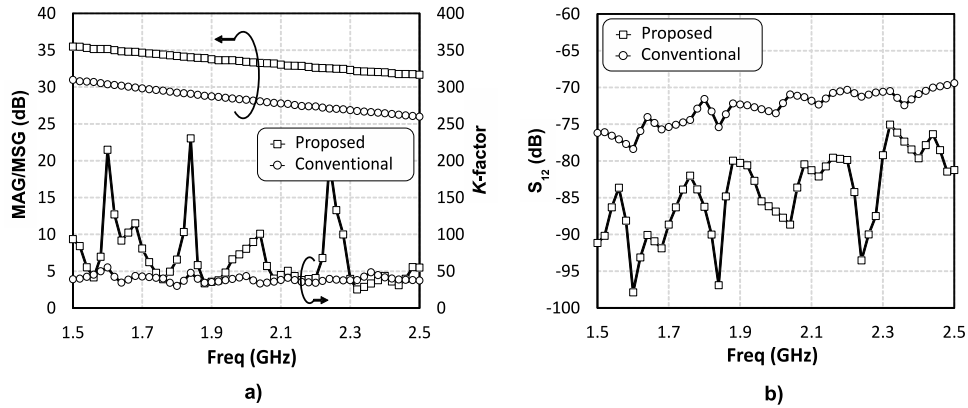 40
35
30
25
20
15
10
5
0
MAG/MSG (dB)
400
350
300
250
200
150
100
50
0
K-factor
Proposed
Conventional
1.5 1.7 1.9 2.1 2.3 2.5
Freq (GHz)
a)
-60
-65
-70
-75
-80
-85
-90
-95
-100
S12 (dB)
Proposed
Conventional
1.5 1.7 1.9 2.1 2.3 2.5
Freq (GHz)
b)